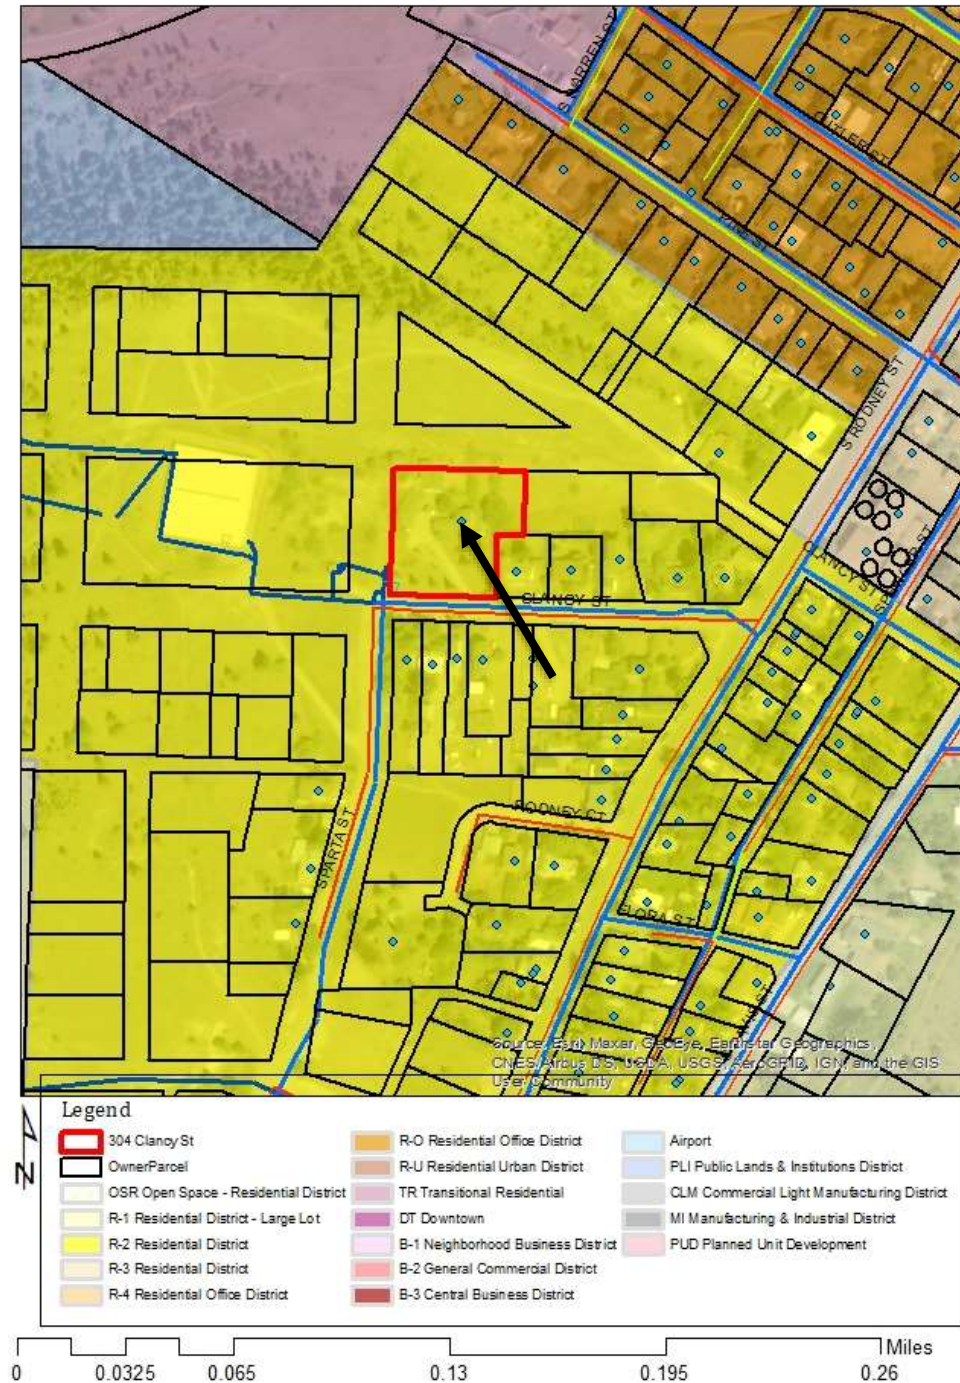 S WARREN ST
CUTLER ST
S RODNEY ST
CLANCY ST
CLANCY ST
RODNEY CT
SPARTA ST
FLORA ST
Source: Esri, Maxar, GeoEye, Earthstar Geographics,
CNES/Airbus DS, USDA, USGS, AeroGRID, IGN, and the GIS
User Community
Legend
304 Clancy St
OwnerParcel
OSR Open Space - Residential District
R-1 Residential District - Large Lot
R-2 Residential District
R-3 Residential District
R-4 Residential Office District
R-O Residential Office District
R-U Residential Urban District
TR Transitional Residential
DT Downtown
B-1 Neighborhood Business District
B-2 General Commercial District
B-3 Central Business District
Airport
PLI Public Lands & Institutions District
CLM Commercial Light Manufacturing District
MI Manufacturing & Industrial District
PUD Planned Unit Development
N
Miles
0 0.0325 0.065 0.13 0.195 0.26